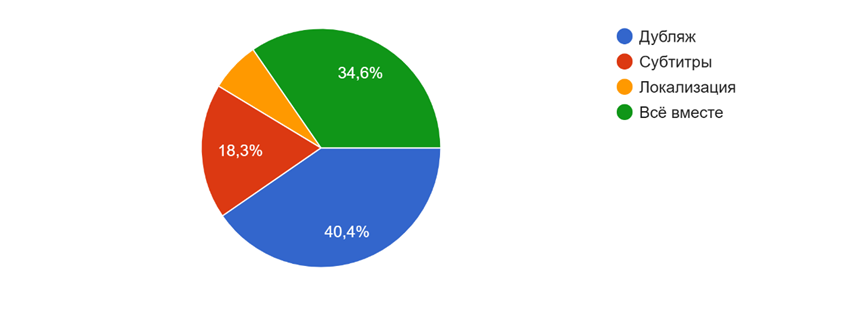 34,6%
18,3%
40,4%
Дубляж
Субтитры
Локализация
Всё вместе